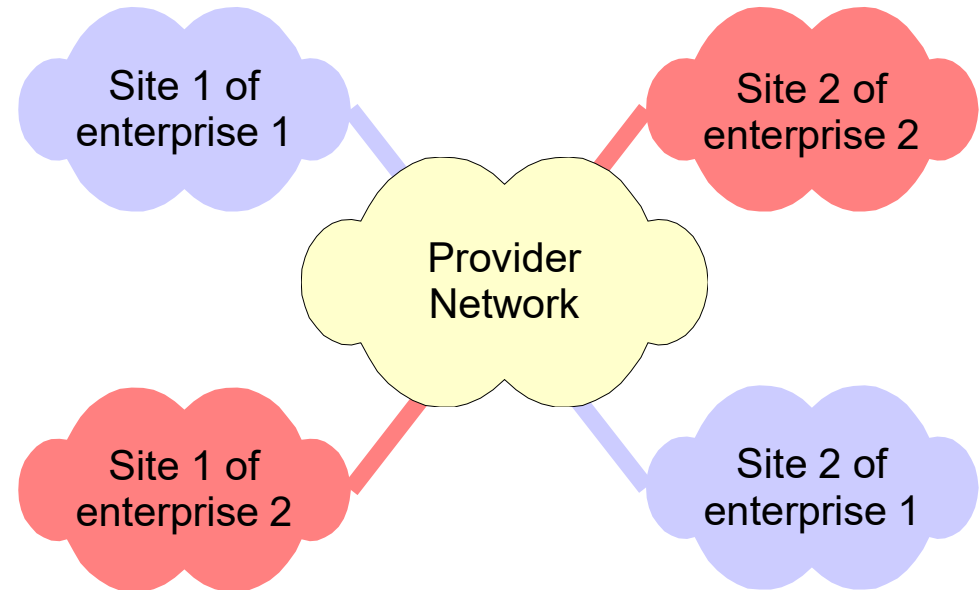 Site 1 of
enterprise 1
Site 2 of
enterprise 2
Provider
Network
Site 1 of
enterprise 2
Site 2 of
enterprise 1